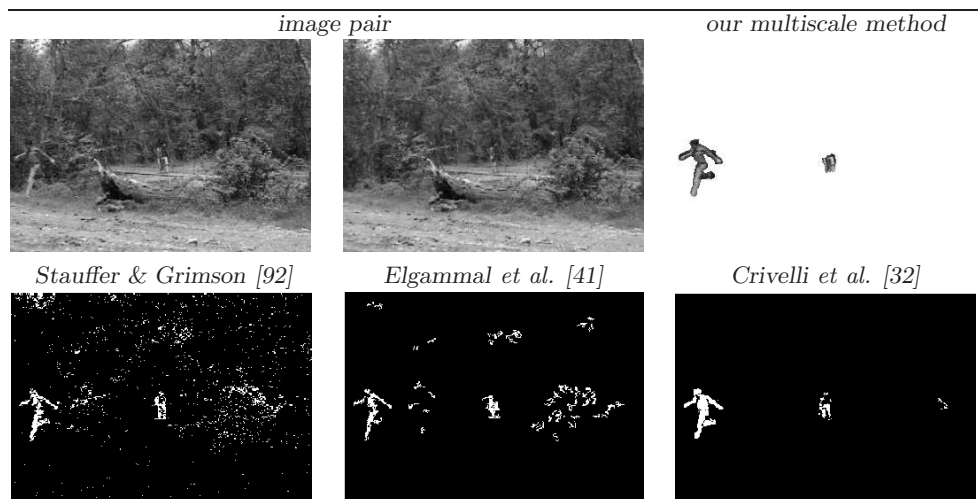 image pair
our multiscale method
Stauffer & Grimson [92]
Elgammal et al. [41]
Crivelli et al. [32]